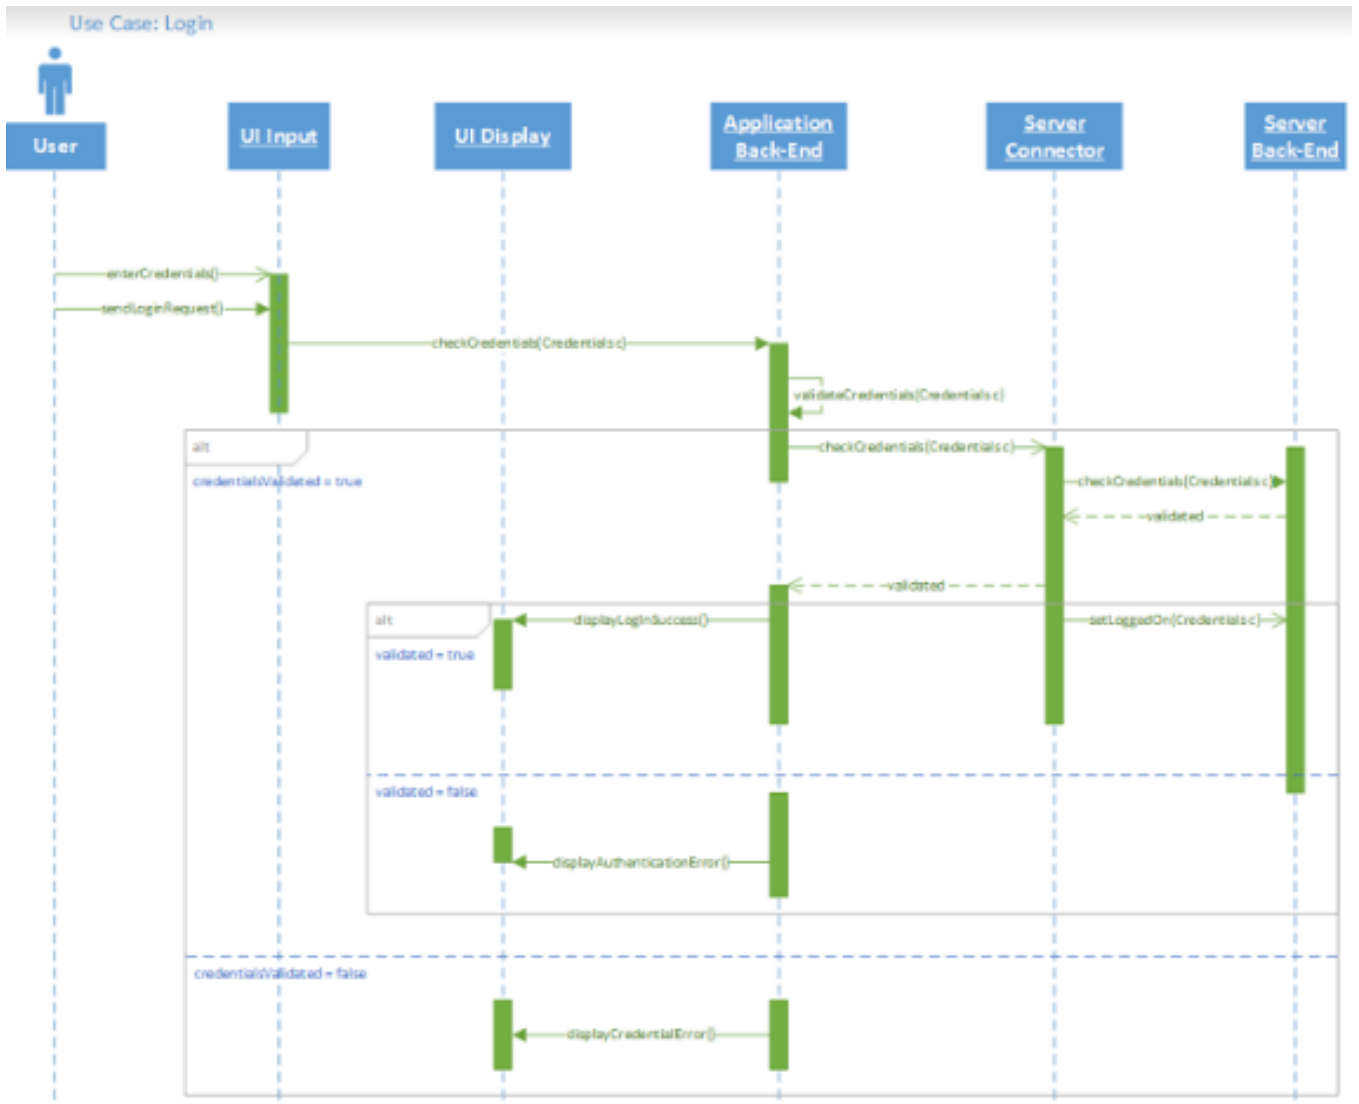 Use Case: Login
User
UI Input
UI Display
Application
Back-End
Server
Connector
Server
Back-End
enterCredentials()
sendLoginRequest()
checkCredentials(Credentials c)
validateCredentials(Credentials c)
alt
checkCredentials(Credentials c)
credentialsValidated = true
checkCredentials(Credentials c)
validated
validated
alt
displayLogInSuccess()
setLoggedOn(Credentials c)
validated = true
validated = false
displayAuthenticationError()
credentialsValidated = false
displayCredentialError()